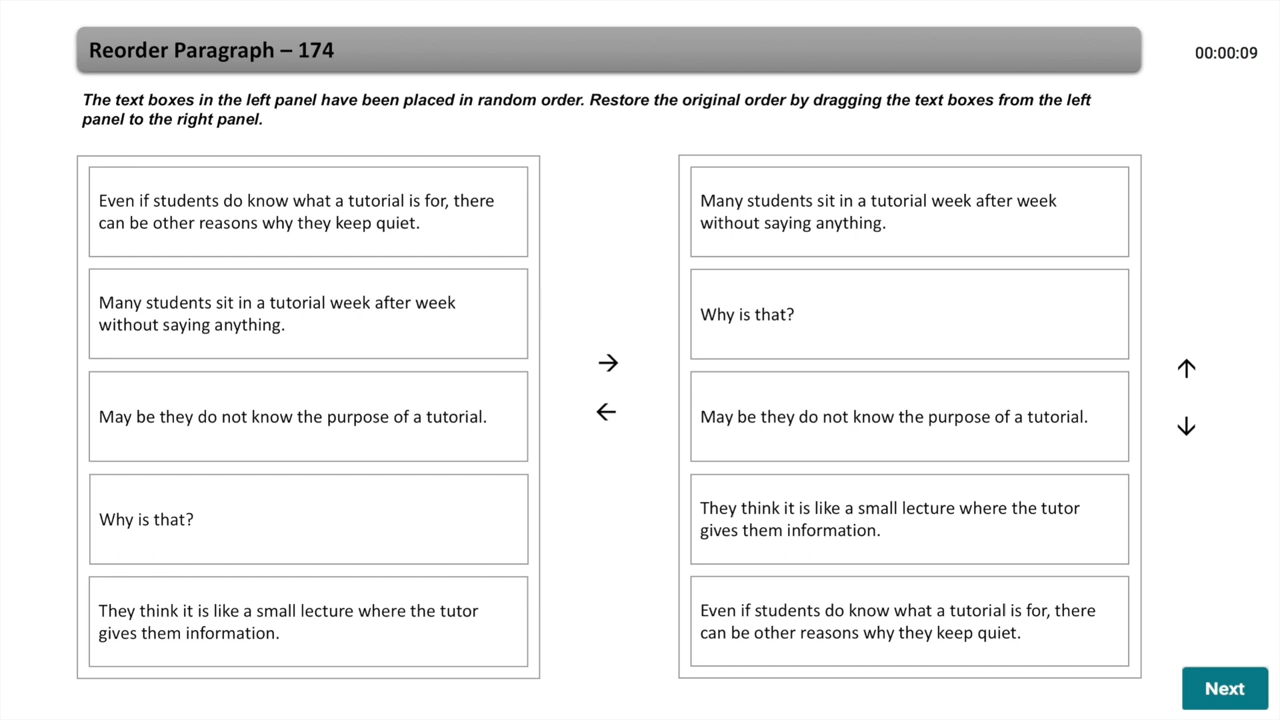 Reorder Paragraph – 174
00:00:09
The text boxes in the left panel have been placed in random order. Restore the original order by dragging the text boxes from the left
panel to the right panel.
Even if students do know what a tutorial is for, there
can be other reasons why they keep quiet.
Many students sit in a tutorial week after week
without saying anything.
May be they do not know the purpose of a tutorial.
Why is that?
They think it is like a small lecture where the tutor
gives them information.
Many students sit in a tutorial week after week
without saying anything.
Why is that?
May be they do not know the purpose of a tutorial.
They think it is like a small lecture where the tutor
gives them information.
Even if students do know what a tutorial is for, there
can be other reasons why they keep quiet.
Next